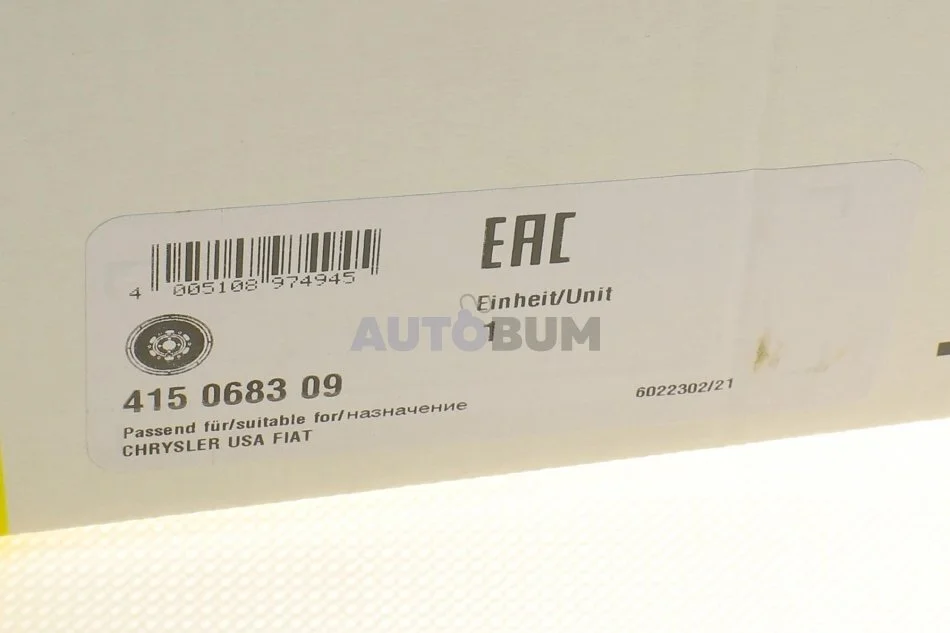 EAC
4 005108 974945
Einheit/Unit
1
AUTOBUM
415 0683 09
6022302/21
Passend für/suitable for/назначение
CHRYSLER USA FIAT